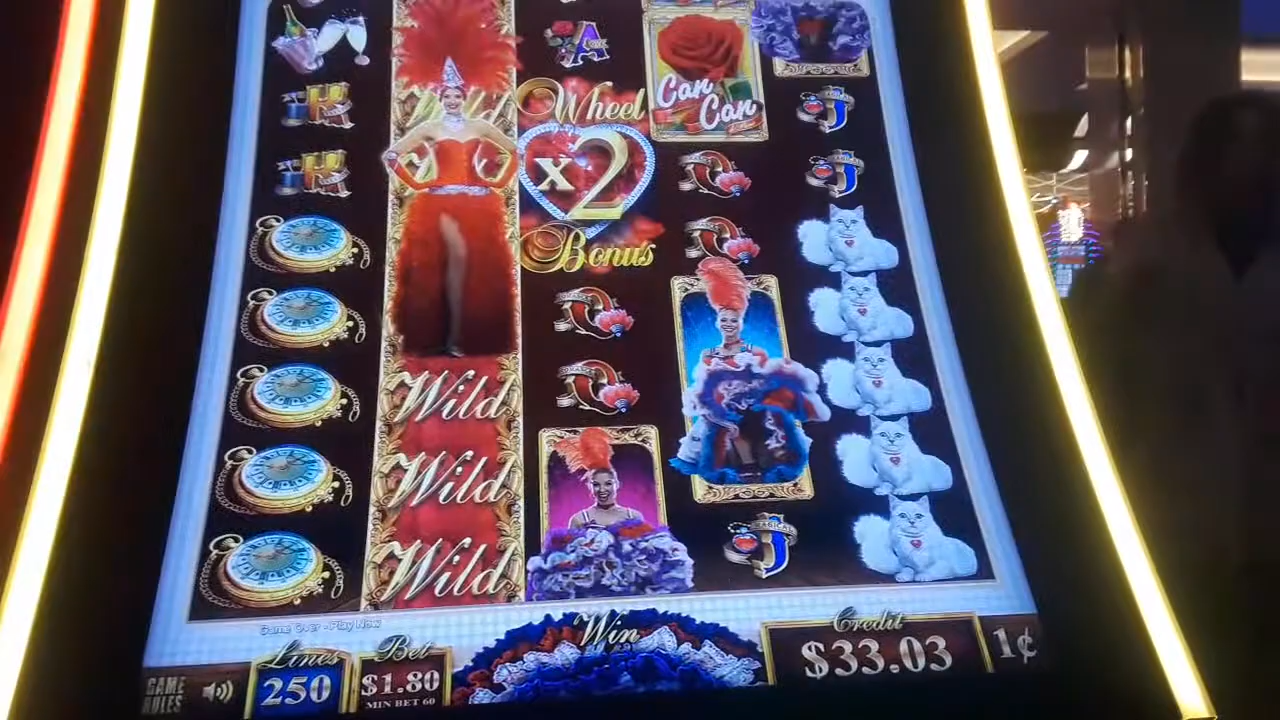 A
K
Wild
Wheel
Can
Can
J
x2
K
Q
J
Bonus
Q
Q
Wild
Q
Wild
MAGICAL
J
Wild
Game Over - Play Now
Win
Credit
Lines
Bet
250
$1.80
MIN BET 60
$33.03
1¢
GAME
RULES